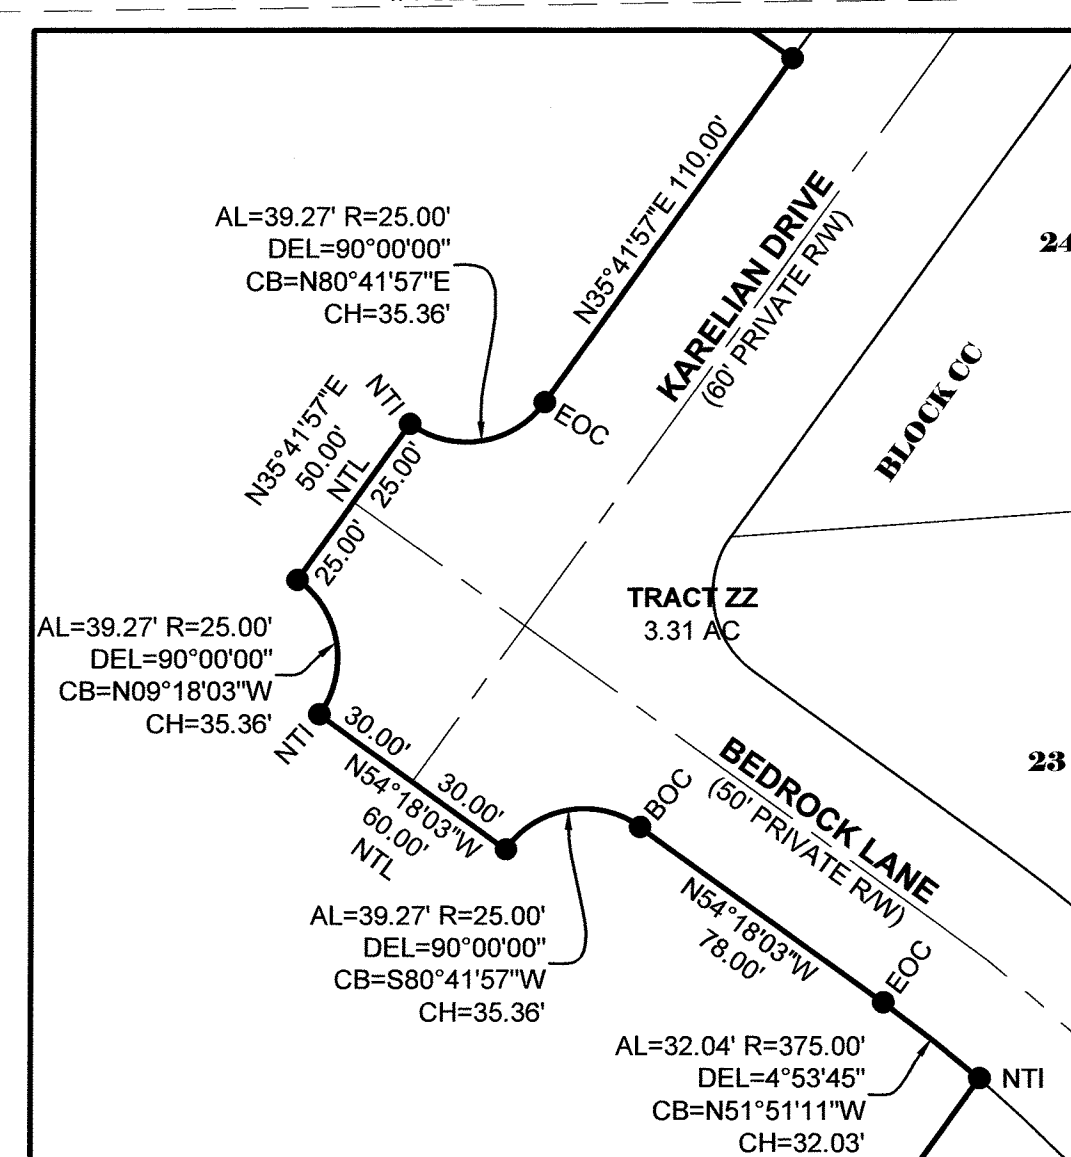 N35°41'57"E 110.00'
KARELIAN DRIVE
(60' PRIVATE R/W)
24
AL=39.27' R=25.00'
DEL=90°00'00"
CB=N80°41'57"E
CH=35.36'
BLOCK CC
NTI
EOC
N35°41'57"E
50.00'
NTL
25.00'
25.00'
TRACT ZZ
3.31 AC
AL=39.27' R=25.00'
DEL=90°00'00"
CB=N09°18'03"W
CH=35.36'
NTI
30.00'
30.00'
N54°18'03"W
60.00'
NTL
BOC
BEDROCK LANE
(50' PRIVATE R/W)
23
N54°18'03"W
78.00'
AL=39.27' R=25.00'
DEL=90°00'00"
CB=S80°41'57"W
CH=35.36'
EOC
AL=32.04' R=375.00'
DEL=4°53'45"
CB=N51°51'11"W
CH=32.03'
NTI